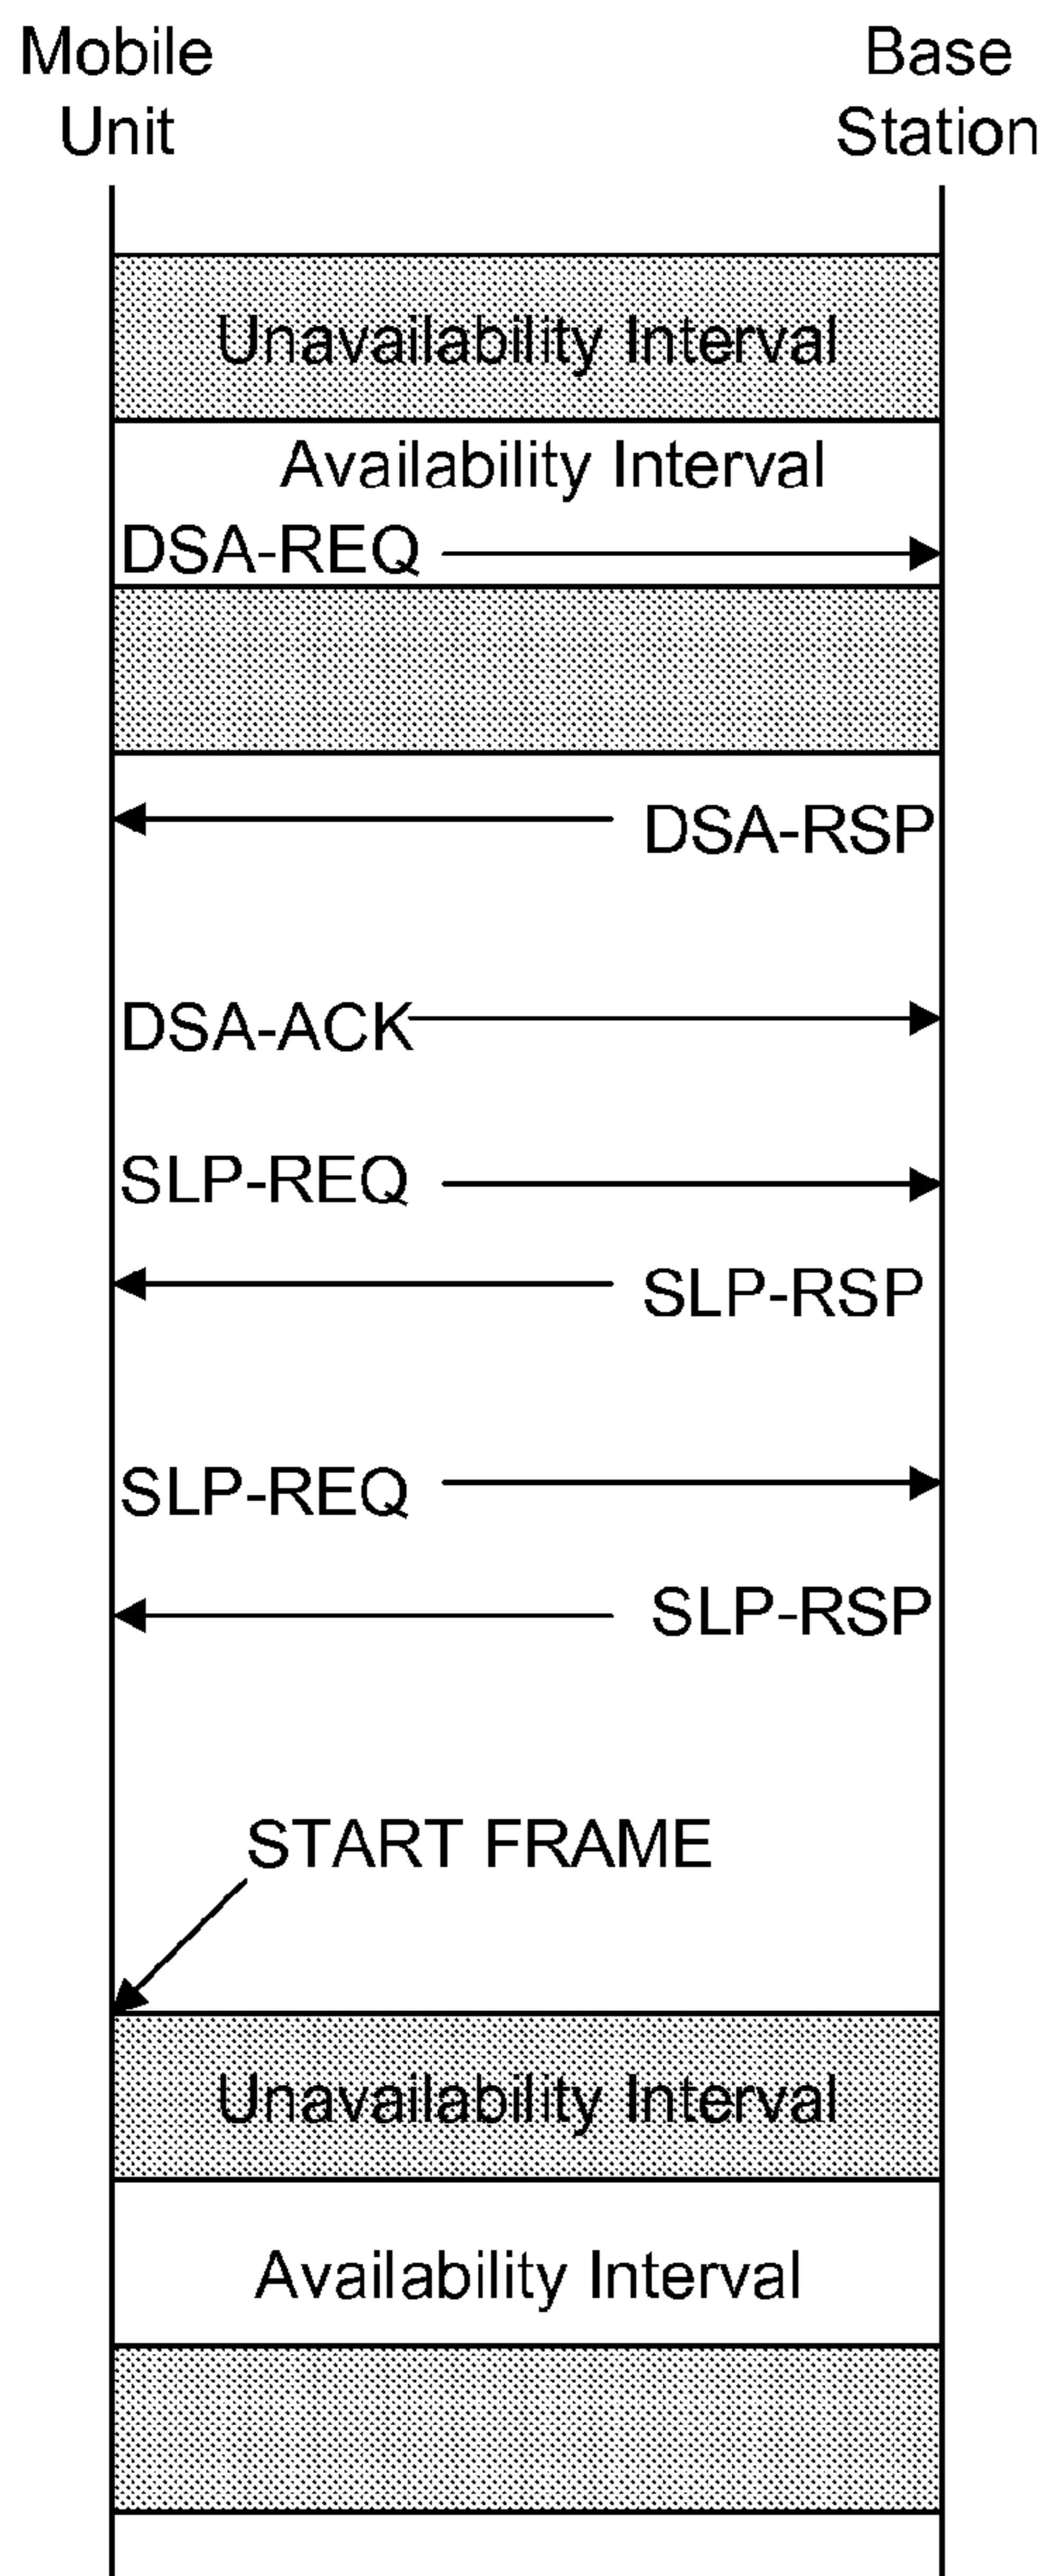 Mobile Unit
Base Station
Unavailability Interval
Availability Interval
DSA-REQ
DSA-RSP
DSA-ACK
SLP-REQ
SLP-RSP
SLP-REQ
SLP-RSP
START FRAME
Unavailability Interval
Availability Interval